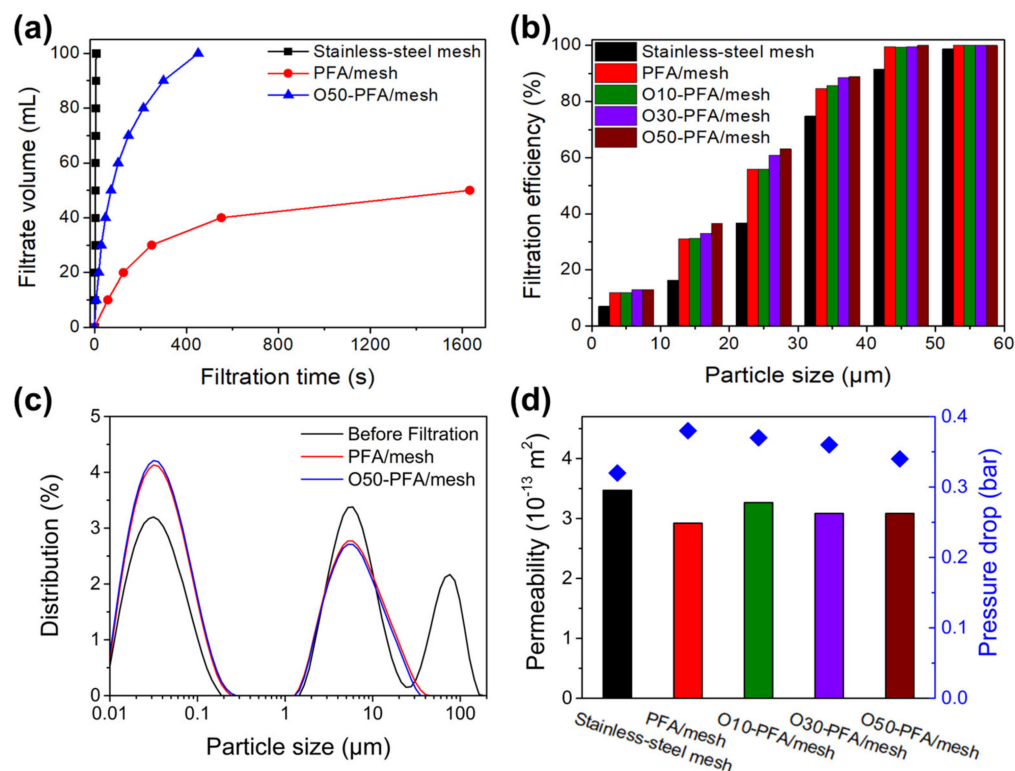 (a)
Filtrate volume (mL)
100
80
60
40
20
0
Stainless-steel mesh
PFA/mesh
O50-PFA/mesh
0 400 800 1200 1600
Filtration time (s)
(b)
Filtration efficiency (%)
100
80
60
40
20
0
Stainless-steel mesh
PFA/mesh
O10-PFA/mesh
O30-PFA/mesh
O50-PFA/mesh
0 10 20 30 40 50 60
Particle size (μm)
(c)
Distribution (%)
5
4
3
2
1
0
Before Filtration
PFA/mesh
O50-PFA/mesh
0.01 0.1 1 10 100
Particle size (μm)
(d)
Permeability (10⁻¹³ m²)
4
3
2
1
0
Pressure drop (bar)
0.4
0.3
0.2
0.1
0.0
Stainless-steel mesh
PFA/mesh
O10-PFA/mesh
O30-PFA/mesh
O50-PFA/mesh